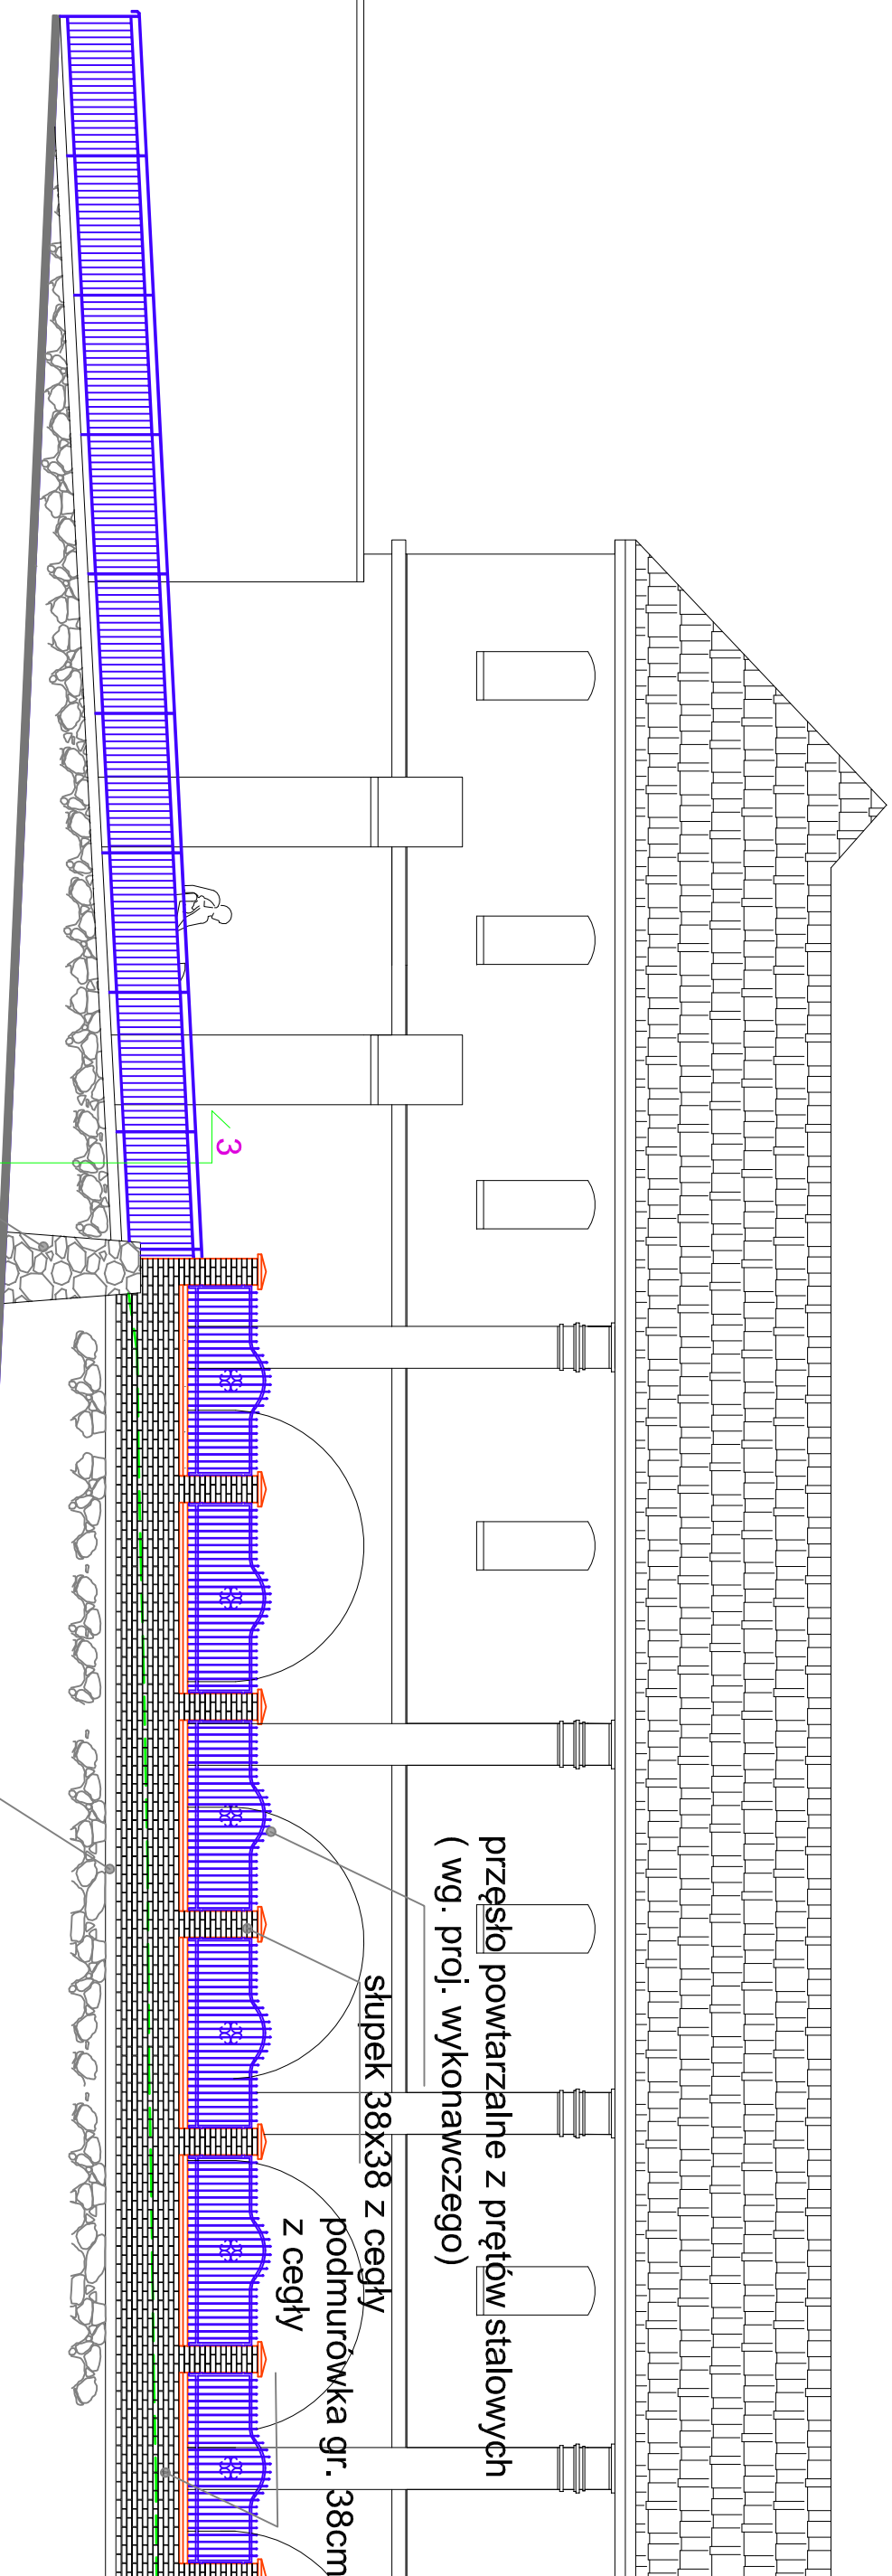 3
przęsło powtarzalne z prętów stalowych
( wg. proj. wykonawczego)
słupek 38x38 z cegły
podmurówka gr. 38cm
z cegły